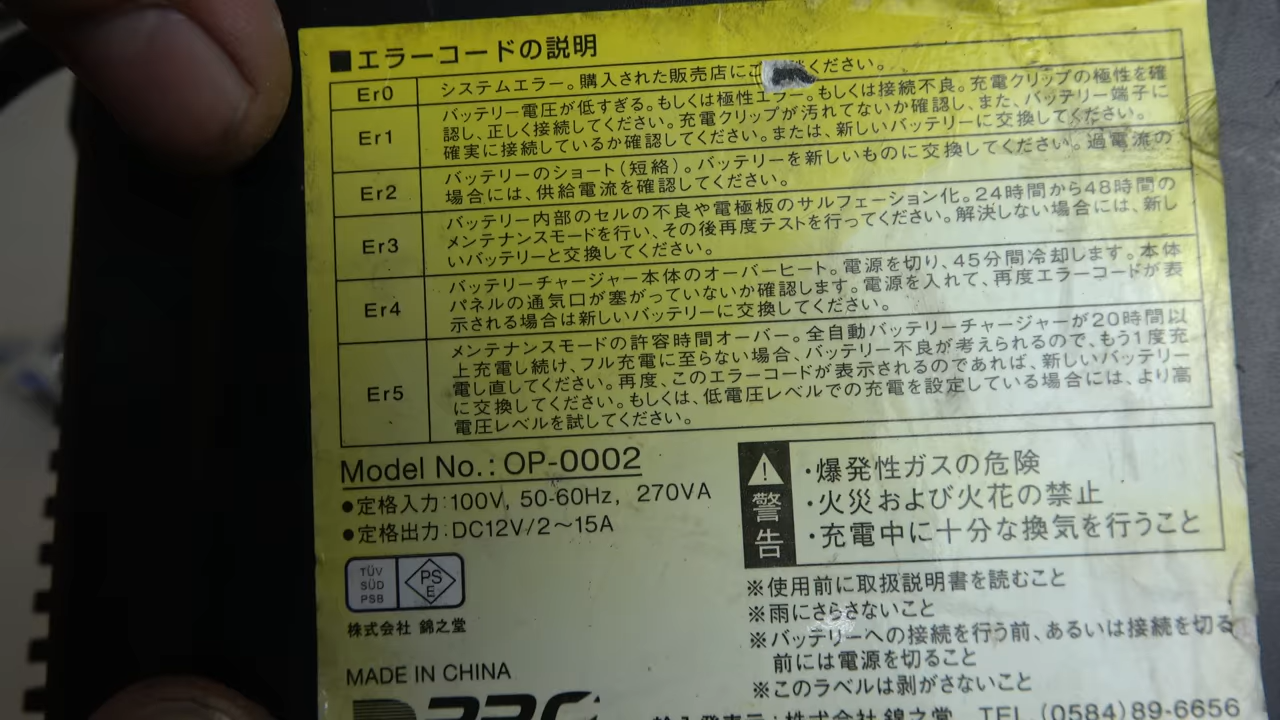 ■エラーコードの説明
Er0 システムエラー。購入された販売店にご ください。
Er1 バッテリー電圧が低すぎる。もしくは極性エラー。もしくは接続不良。充電クリップの極性を確
認し、正しく接続してください。充電クリップが汚れてないか確認し、また、バッテリー端子に
確実に接続しているか確認してください。または、新しいバッテリーに交換してください。
Er2 バッテリーのショート(短絡)。バッテリーを新しいものに交換してください。過電流の
場合には、供給電流を確認してください。
Er3 バッテリー内部のセルの不良や電極板のサルフェーション化。24時間から48時間の
メンテナンスモードを行い、その後再度テストを行ってください。解決しない場合には、新し
いバッテリーと交換してください。
Er4 バッテリーチャージャー本体のオーバーヒート。電源を切り、45分間冷却します。本体
パネルの通気口が塞がっていないか確認します。電源を入れて、再度エラーコードが表
示される場合は新しいバッテリーに交換してください。
Er5 メンテナンスモードの許容時間オーバー。全自動バッテリーチャージャーが20時間以
上充電し続け、フル充電に至らない場合、バッテリー不良が考えられるので、もう1度充
電し直してください。再度、このエラーコードが表示されるのであれば、新しいバッテリー
に交換してください。もしくは、低電圧レベルでの充電を設定している場合には、より高
電圧レベルを試してください。
Model No.: OP-0002
●定格入力:100V, 50-60Hz, 270VA
●定格出力:DC12V/2～15A
TÜV
SÜD
PSB
PS
E
株式会社 錦之堂
MADE IN CHINA
警告
・爆発性ガスの危険
・火災および火花の禁止
・充電中に十分な換気を行うこと
※使用前に取扱説明書を読むこと
※雨にさらさないこと
※バッテリーへの接続を行う前、あるいは接続を切る
前には電源を切ること
※このラベルは剥がさないこと
株式会社 錦之堂 TEL.(0584)89-6656